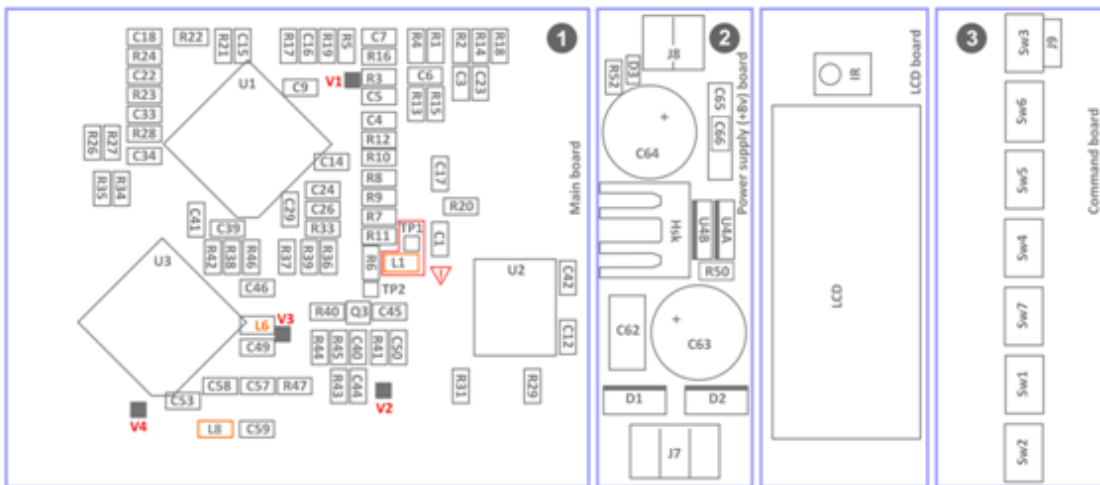 C18
R22
R21
C15
R17
C16
R19
R5
C7
R4
R1
R2
R14
R18
1
R24
R16
U1
V1
R3
C6
C3
C23
C22
C9
C5
R13
R15
R23
C33
C4
R26
R27
R28
R12
C34
C14
R10
C17
R35
R34
C24
R8
C26
R9
R20
C41
C39
C29
R33
R7
TP1
C1
R11
U3
R42
R38
R46
R37
R39
R36
R6
L1
U2
C42
C46
TP2
V3
L6
R40
Q3
C45
C12
C49
R44
R45
C40
R41
C50
C58
C57
R47
R43
C44
V2
R31
R29
C53
V4
L8
C59
Main board
J8
2
D3
R52
C65
C66
C64
+
Power supply (+8v) board
Hsk
U4B
U4A
R50
+
C62
C63
D1
D2
J7
IR
LCD board
LCD
3
Sw3
J9
Sw6
Sw5
Sw4
Sw7
Sw1
Sw2
Command board